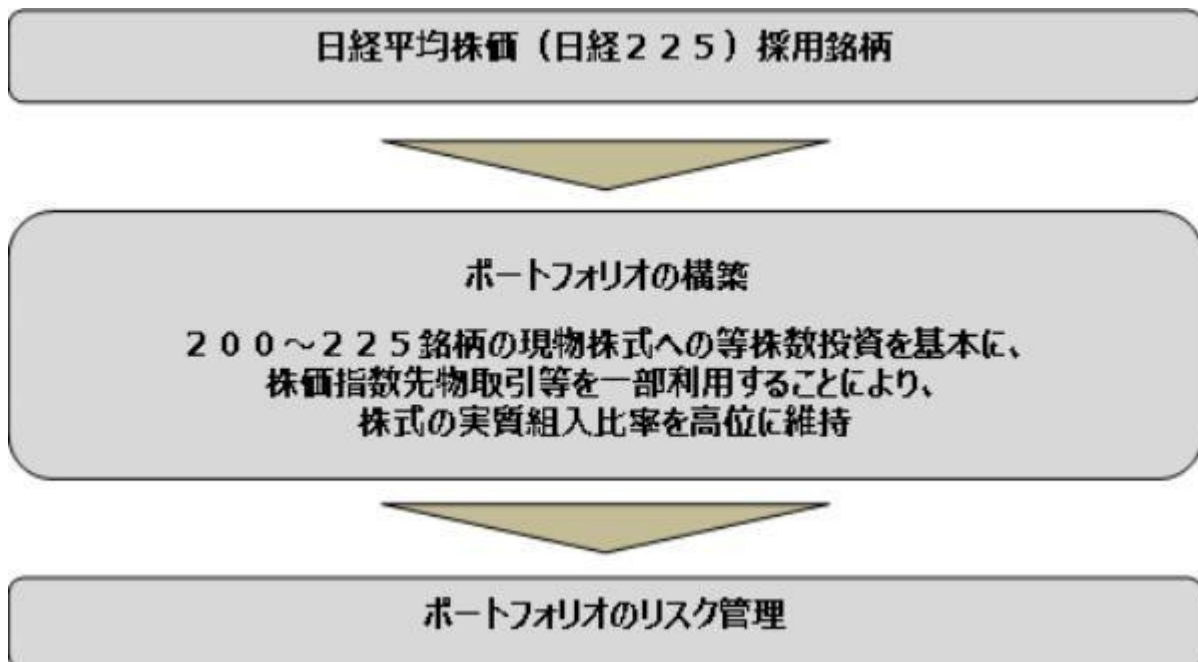 日経平均株価（日経２２５）採用銘柄
ポートフォリオの構築
２００～２２５銘柄の現物株式への等株数投資を基本に、
株価指数先物取引等を一部利用することにより、
株式の実質組入比率を高位に維持
ポートフォリオのリスク管理